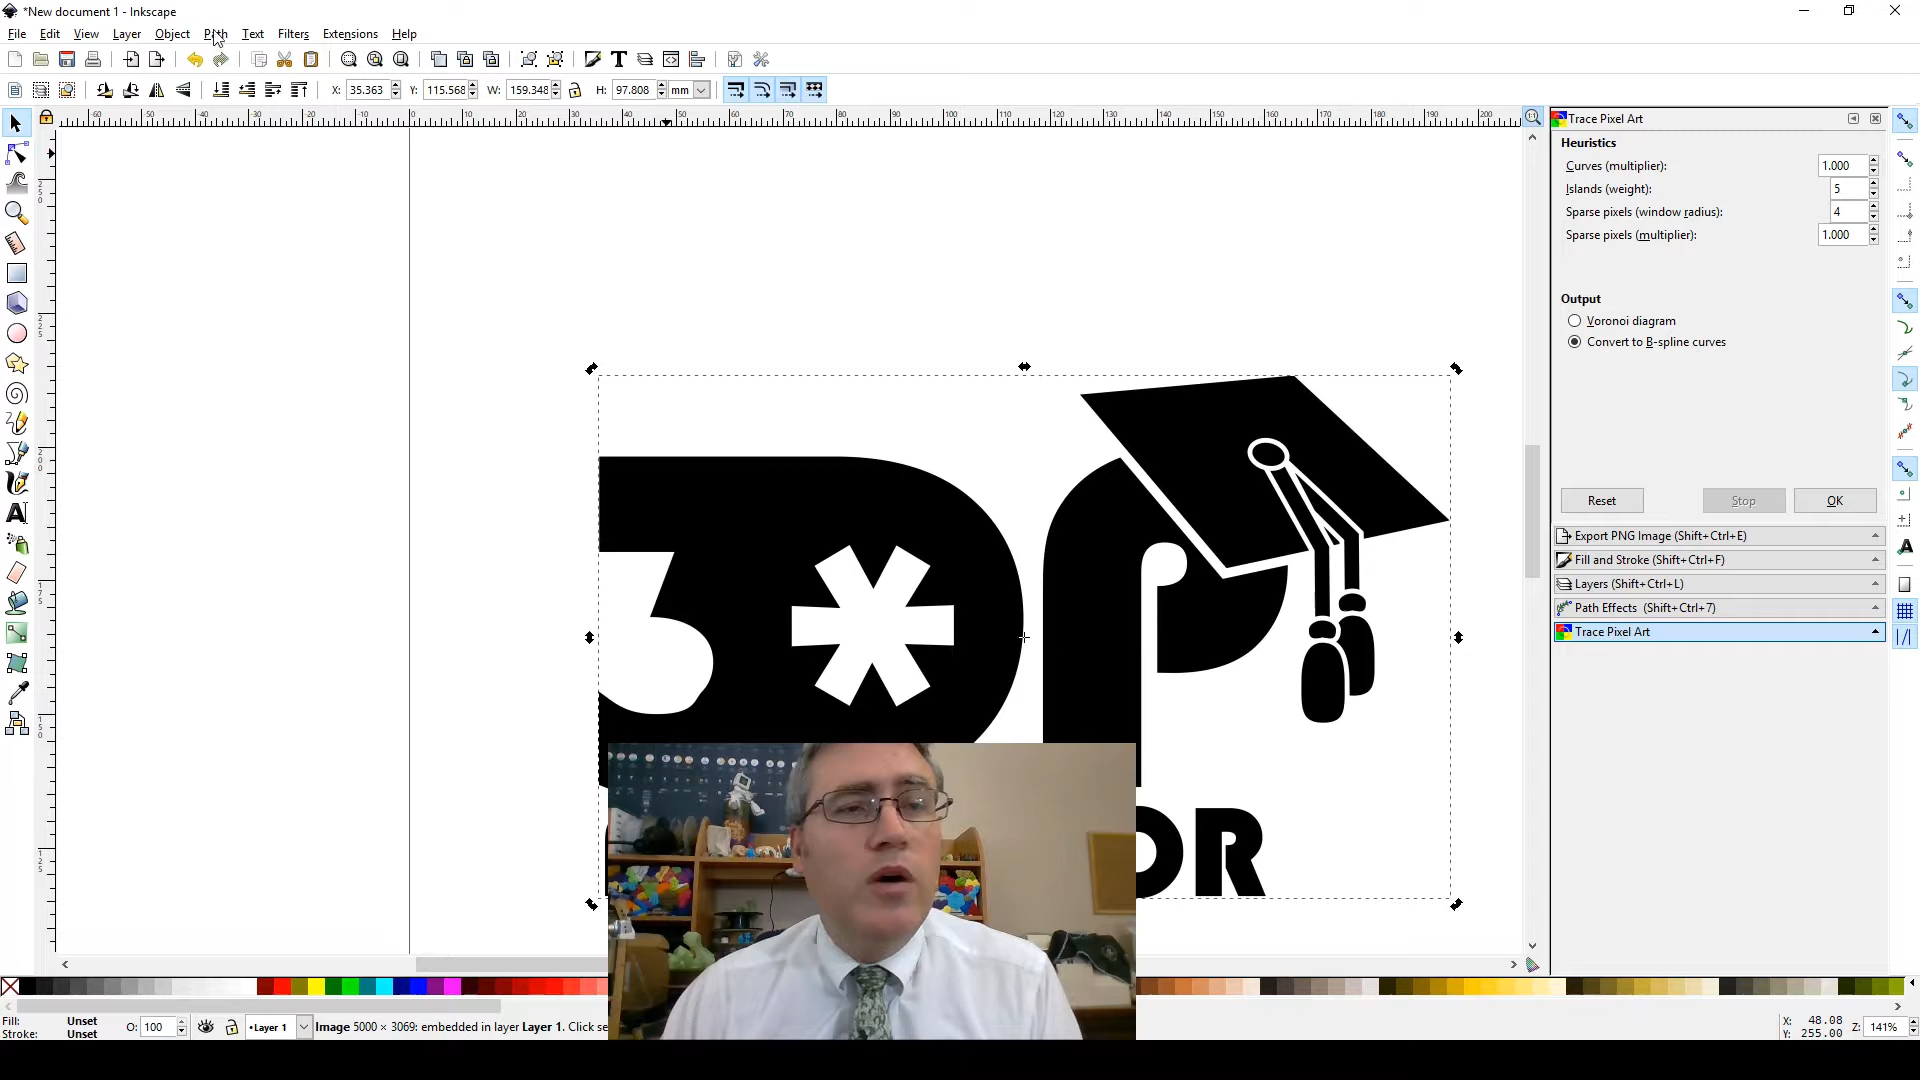 *New document 1 - Inkscape
File Edit View Layer Object Path Text Filters Extensions Help
X: 35.363 Y: 115.568 W: 159.348 H: 97.808 mm
Trace Pixel Art
Heuristics
Curves (multiplier): 1.000
Islands (weight): 5
Sparse pixels (window radius): 4
Sparse pixels (multiplier): 1.000
Output
Voronoi diagram
Convert to B-spline curves
Reset Stop OK
Export PNG Image (Shift+Ctrl+E)
Fill and Stroke (Shift+Ctrl+F)
Layers (Shift+Ctrl+L)
Path Effects (Shift+Ctrl+7)
Trace Pixel Art
3DP
OR
Fill: Unset
Stroke: Unset
O: 100
•Layer 1
Image 5000 × 3069: embedded in layer Layer 1. Click se
X: 48.08
Y: 255.00
Z: 141%